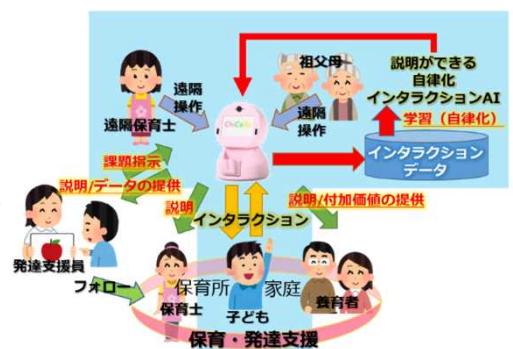 祖父母
説明ができる
自律化
インタラクションAI
遠隔
操作
遠隔
操作
遠隔保育士
学習（自律化）
インタラクション
データ
課題指示
説明/データの提供
説明
説明/付加価値の提供
インタラクション
発達支援員
フォロー
保育所
家庭
保育士
子ども
養育者
保育・発達支援